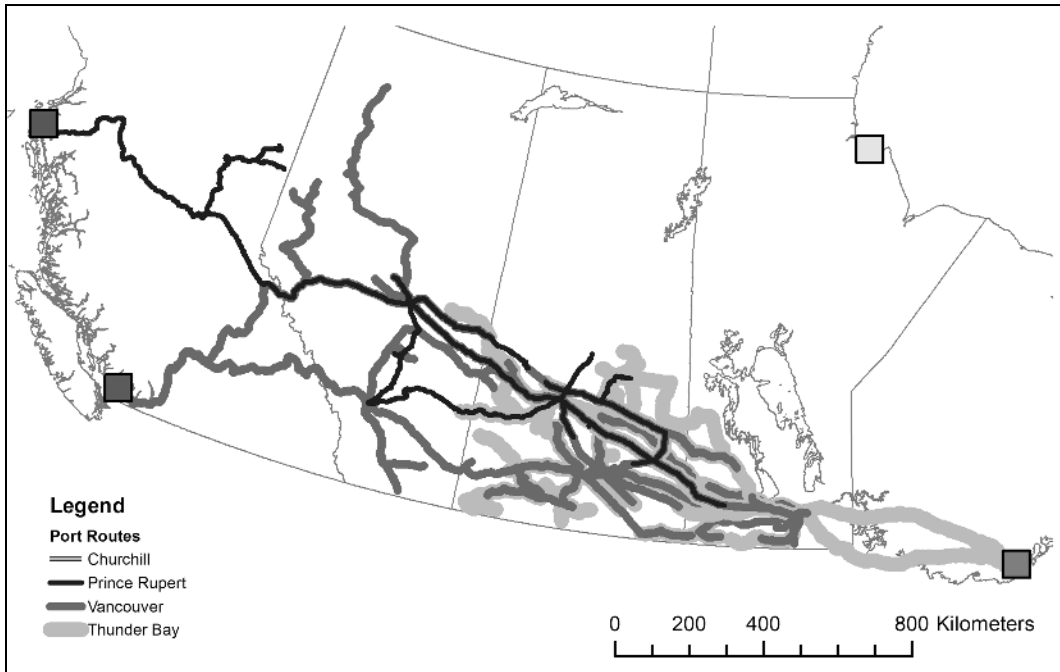 Legend
Port Routes
Churchill
Prince Rupert
Vancouver
Thunder Bay
0 200 400 800 Kilometers